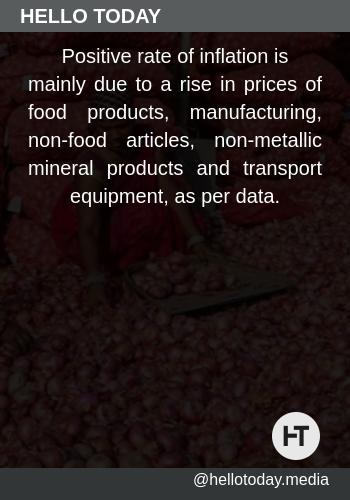 HELLO TODAY
Positive rate of inflation is
mainly due to a rise in prices of
food products, manufacturing,
non-food articles, non-metallic
mineral products and transport
equipment, as per data.
HT
@hellotoday.media